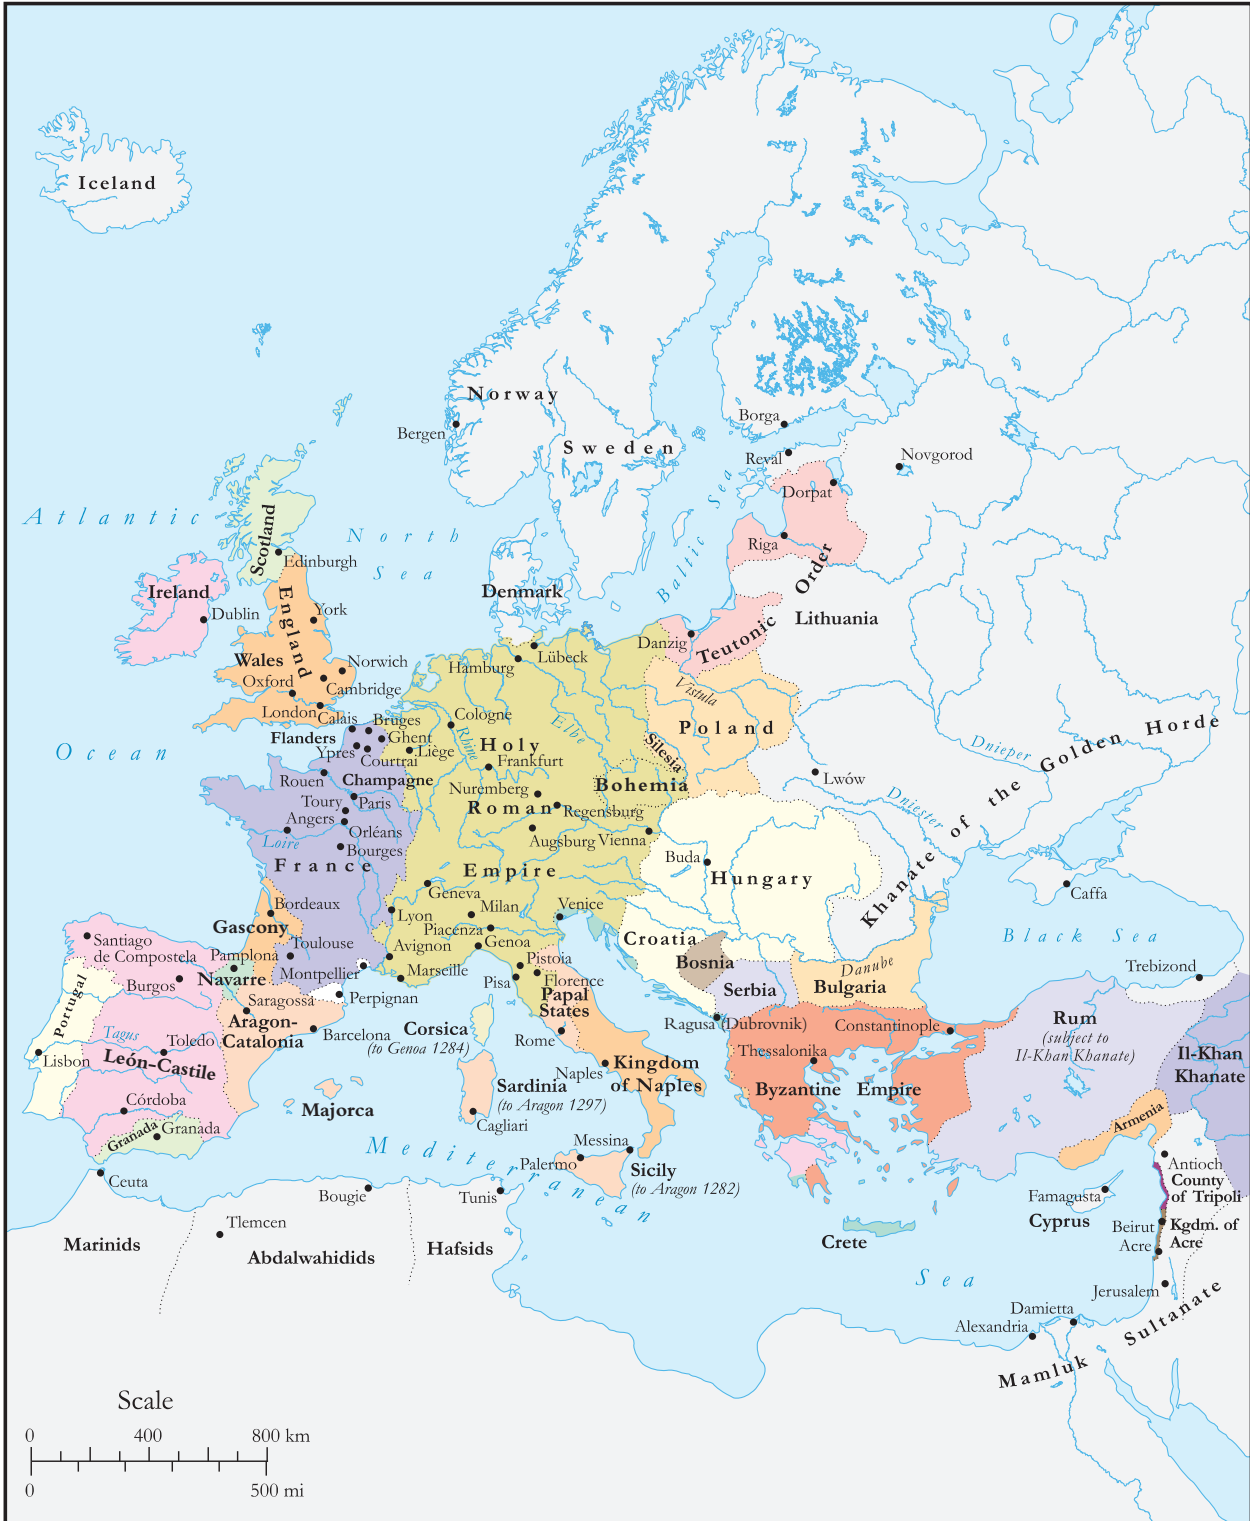 Iceland
Norway
Bergen
Sweden
Borga
Reval
Novgorod
Dorpat
Riga
Baltic Sea
Atlantic
Ocean
North
Sea
Scotland
Edinburgh
Ireland
Dublin
England
York
Wales
Norwich
Oxford
Cambridge
London
Denmark
Teutonic Order
Lithuania
Danzig
Lübeck
Hamburg
Vistula
Poland
Calais
Bruges
Flanders
Ghent
Ypres
Courtrai
Liège
Cologne
Rhine
Elbe
Holy
Roman
Empire
Frankfurt
Silesia
Bohemia
Nuremberg
Regensburg
Augsburg
Vienna
Lwów
Dnieper
Dniester
Khanate of the Golden Horde
Rouen
Champagne
Toury
Paris
Angers
Orléans
Loire
Bourges
France
Buda
Hungary
Caffa
Geneva
Bordeaux
Lyon
Milan
Venice
Gascony
Piacenza
Genoa
Croatia
Toulouse
Avignon
Black Sea
Santiago
de Compostela
Pamplona
Montpellier
Marseille
Pistoia
Pisa
Florence
Bosnia
Danube
Trebizond
Burgos
Navarre
Perpignan
Papal
States
Serbia
Bulgaria
Portugal
Saragossa
Aragon-
Catalonia
Barcelona
Corsica
(to Genoa 1284)
Rome
Ragusa (Dubrovnik)
Constantinople
Rum
(subject to
Il-Khan Khanate)
Il-Khan
Khanate
Tagus
Toledo
Lisbon
León-Castile
Naples
Kingdom
of Naples
Thessalonika
Byzantine Empire
Sardinia
(to Aragon 1297)
Cagliari
Córdoba
Majorca
Granada
Granada
Armenia
Mediterranean
Sea
Messina
Palermo
Sicily
(to Aragon 1282)
Antioch
County
of Tripoli
Ceuta
Bougie
Tunis
Famagusta
Cyprus
Beirut
Acre
Kgdm. of
Acre
Tlemcen
Marinids
Abdalwahidids
Hafsids
Crete
Jerusalem
Damietta
Alexandria
Mamluk Sultanate
Scale
0 400 800 km
0 500 mi